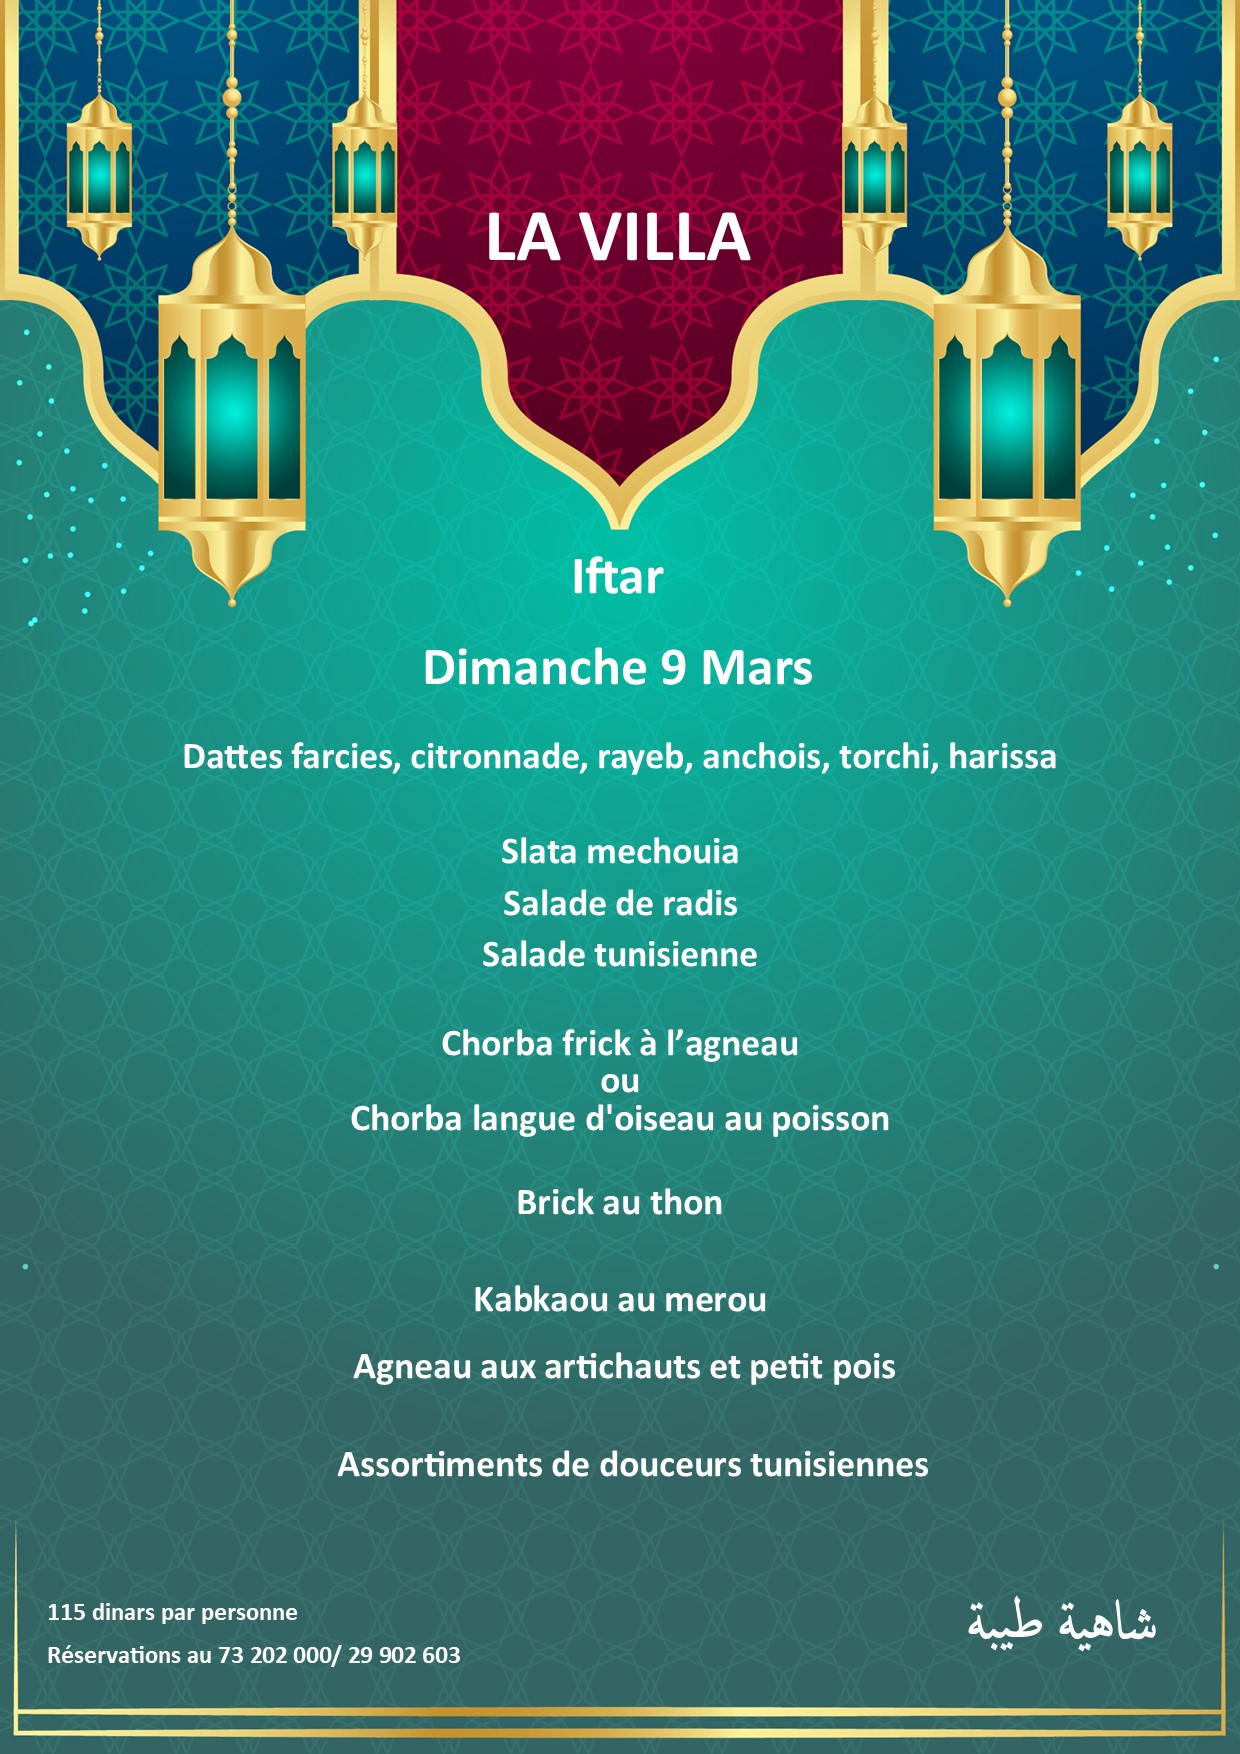 LA VILLA
Iftar
Dimanche 9 Mars
Dattes farcies, citronnade, rayeb, anchois, torchi, harissa
Slata mechouia
Salade de radis
Salade tunisienne
Chorba frick à l’agneau
ou
Chorba langue d'oiseau au poisson
Brick au thon
Kabkaou au merou
Agneau aux artichauts et petit pois
Assortiments de douceurs tunisiennes
115 dinars par personne
Réservations au 73 202 000/ 29 902 603
شاهية طيبة